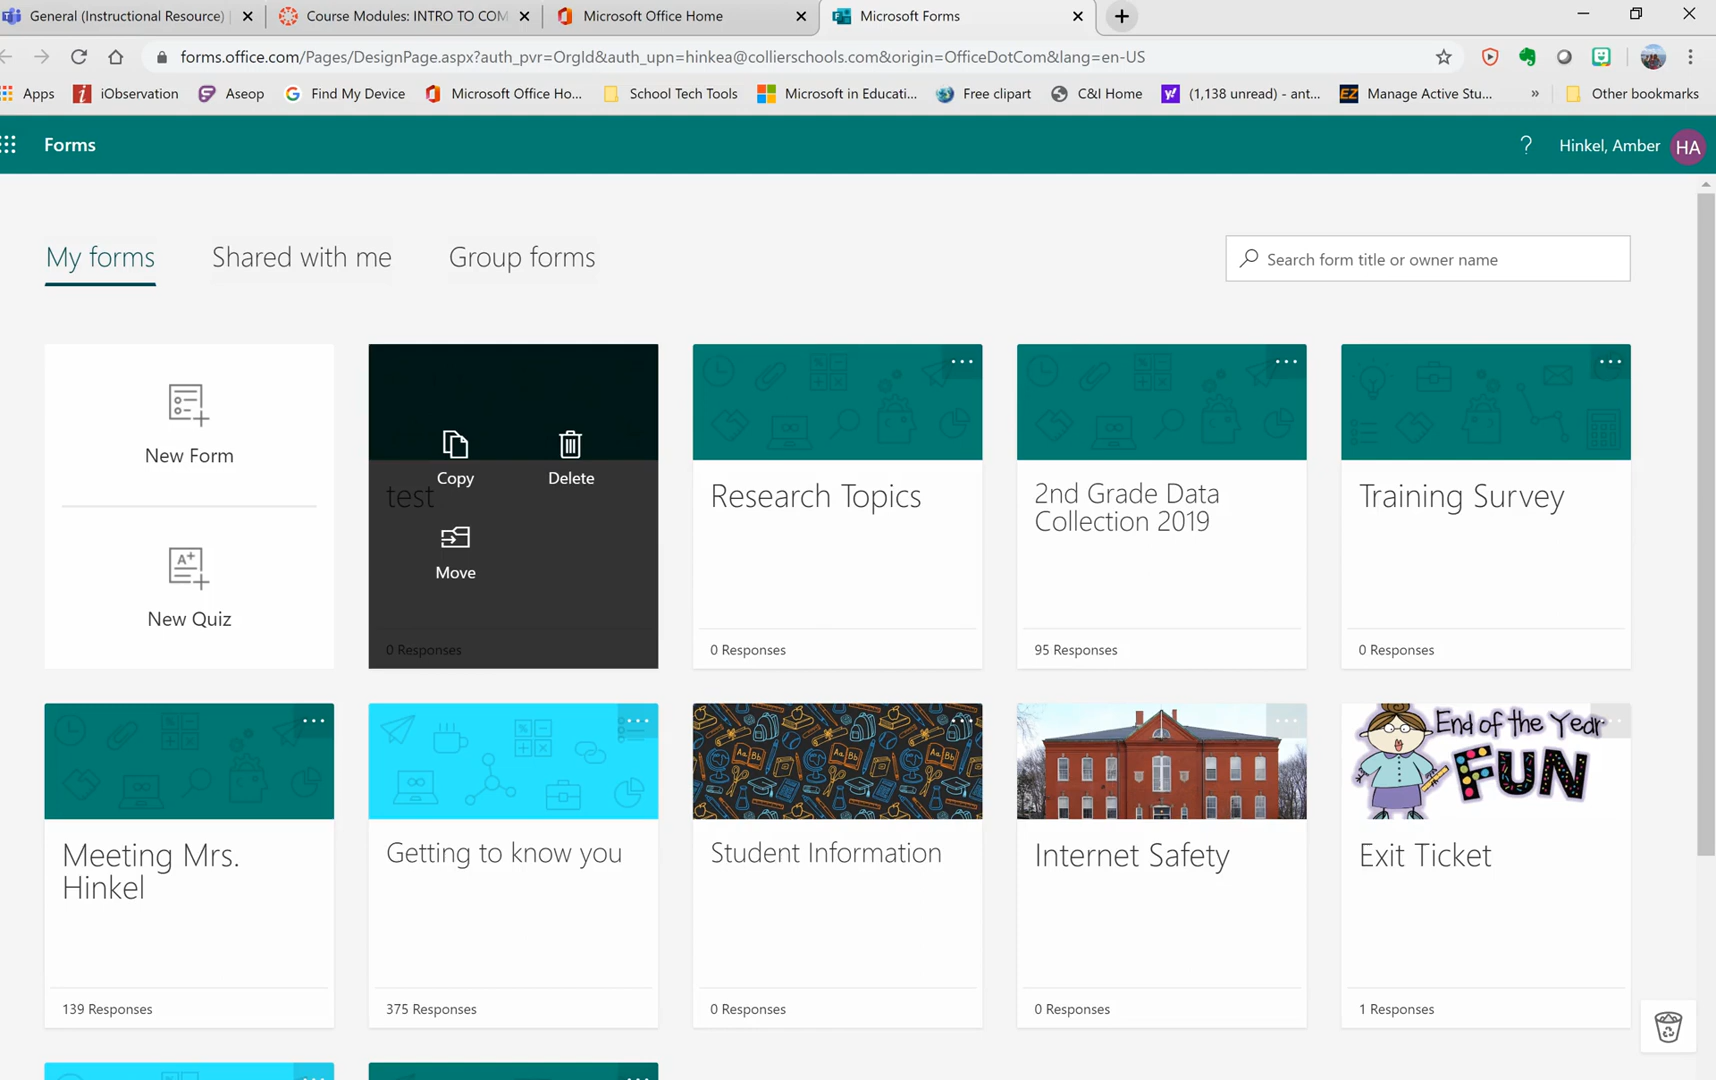 General (Instructional Resource)
Course Modules: INTRO TO COM
Microsoft Office Home
Microsoft Forms
forms.office.com/Pages/DesignPage.aspx?auth_pvr=OrgId&auth_upn=hinkea@collierschools.com&origin=OfficeDotCom&lang=en-US
Apps
iObservation
Aseop
Find My Device
Microsoft Office Ho...
School Tech Tools
Microsoft in Educati...
Free clipart
C&I Home
(1,138 unread) - ant...
EZ
Manage Active Stu...
»
Other bookmarks
Forms
?
Hinkel, Amber
HA
My forms
Shared with me
Group forms
Search form title or owner name
New Form
A+
New Quiz
Copy
Delete
test
Move
0 Responses
Research Topics
0 Responses
2nd Grade Data
Collection 2019
95 Responses
Training Survey
0 Responses
Meeting Mrs.
Hinkel
139 Responses
Getting to know you
375 Responses
Student Information
0 Responses
Internet Safety
0 Responses
End of the Year
FUN
Exit Ticket
1 Responses